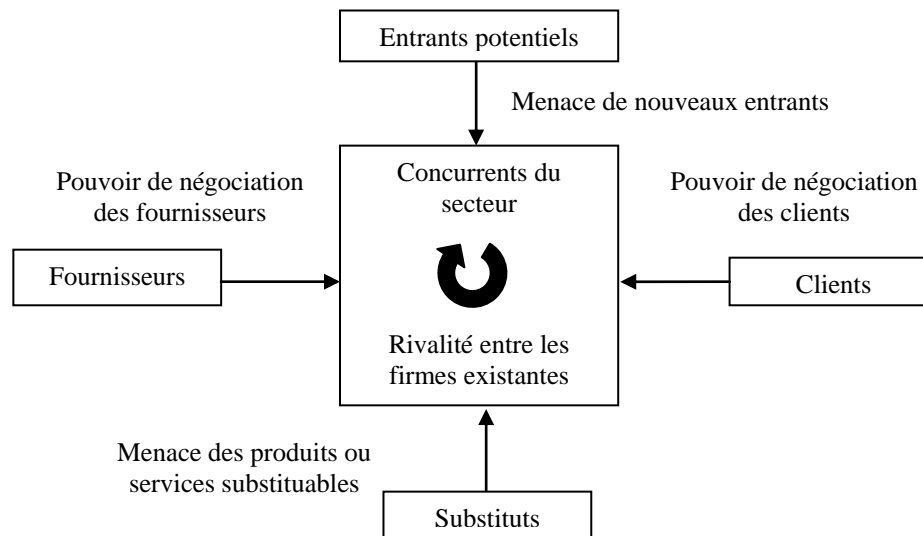 Entrants potentiels
Menace de nouveaux entrants
Pouvoir de négociation
des fournisseurs
Concurrents du
secteur
Pouvoir de négociation
des clients
Fournisseurs
Clients
Rivalité entre les
firmes existantes
Menace des produits ou
services substituables
Substituts